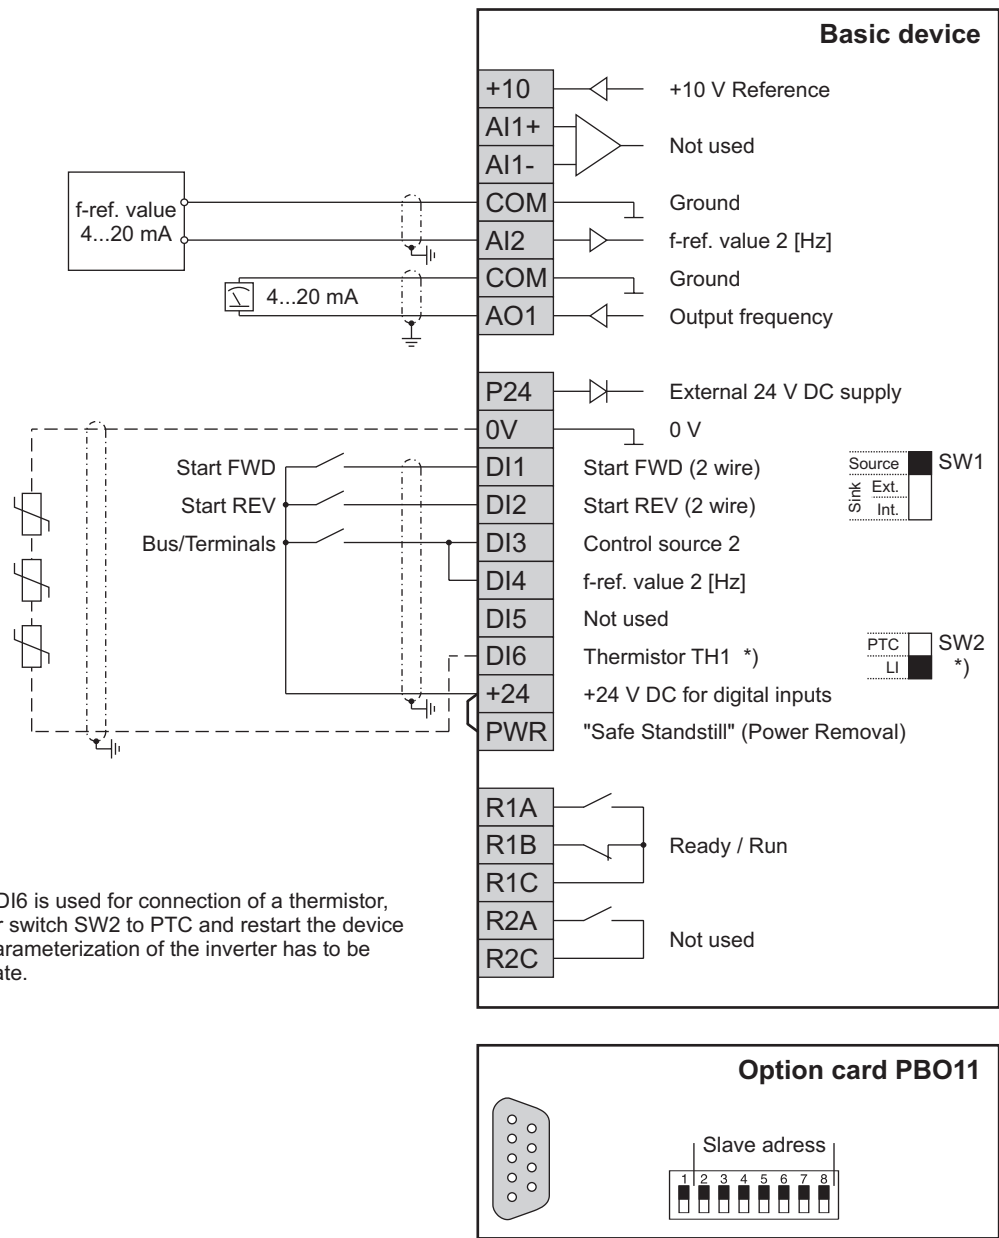 Basic device
+10
+10 V Reference
AI1+
AI1-
Not used
COM
Ground
f-ref. value
4...20 mA
AI2
f-ref. value 2 [Hz]
COM
Ground
4...20 mA
AO1
Output frequency
P24
External 24 V DC supply
0V
0 V
Start FWD
DI1
Start FWD (2 wire)
Source
SW1
Start REV
DI2
Start REV (2 wire)
Sink
Ext.
Int.
Bus/Terminals
DI3
Control source 2
DI4
f-ref. value 2 [Hz]
DI5
Not used
DI6
Thermistor TH1 *)
PTC
SW2
LI
*)
+24
+24 V DC for digital inputs
PWR
"Safe Standstill" (Power Removal)
R1A
R1B
Ready / Run
R1C
R2A
Not used
R2C
DI6 is used for connection of a thermistor,
switch SW2 to PTC and restart the device
arameterization of the inverter has to be
Option card PBO11
Slave adress
1 2 3 4 5 6 7 8